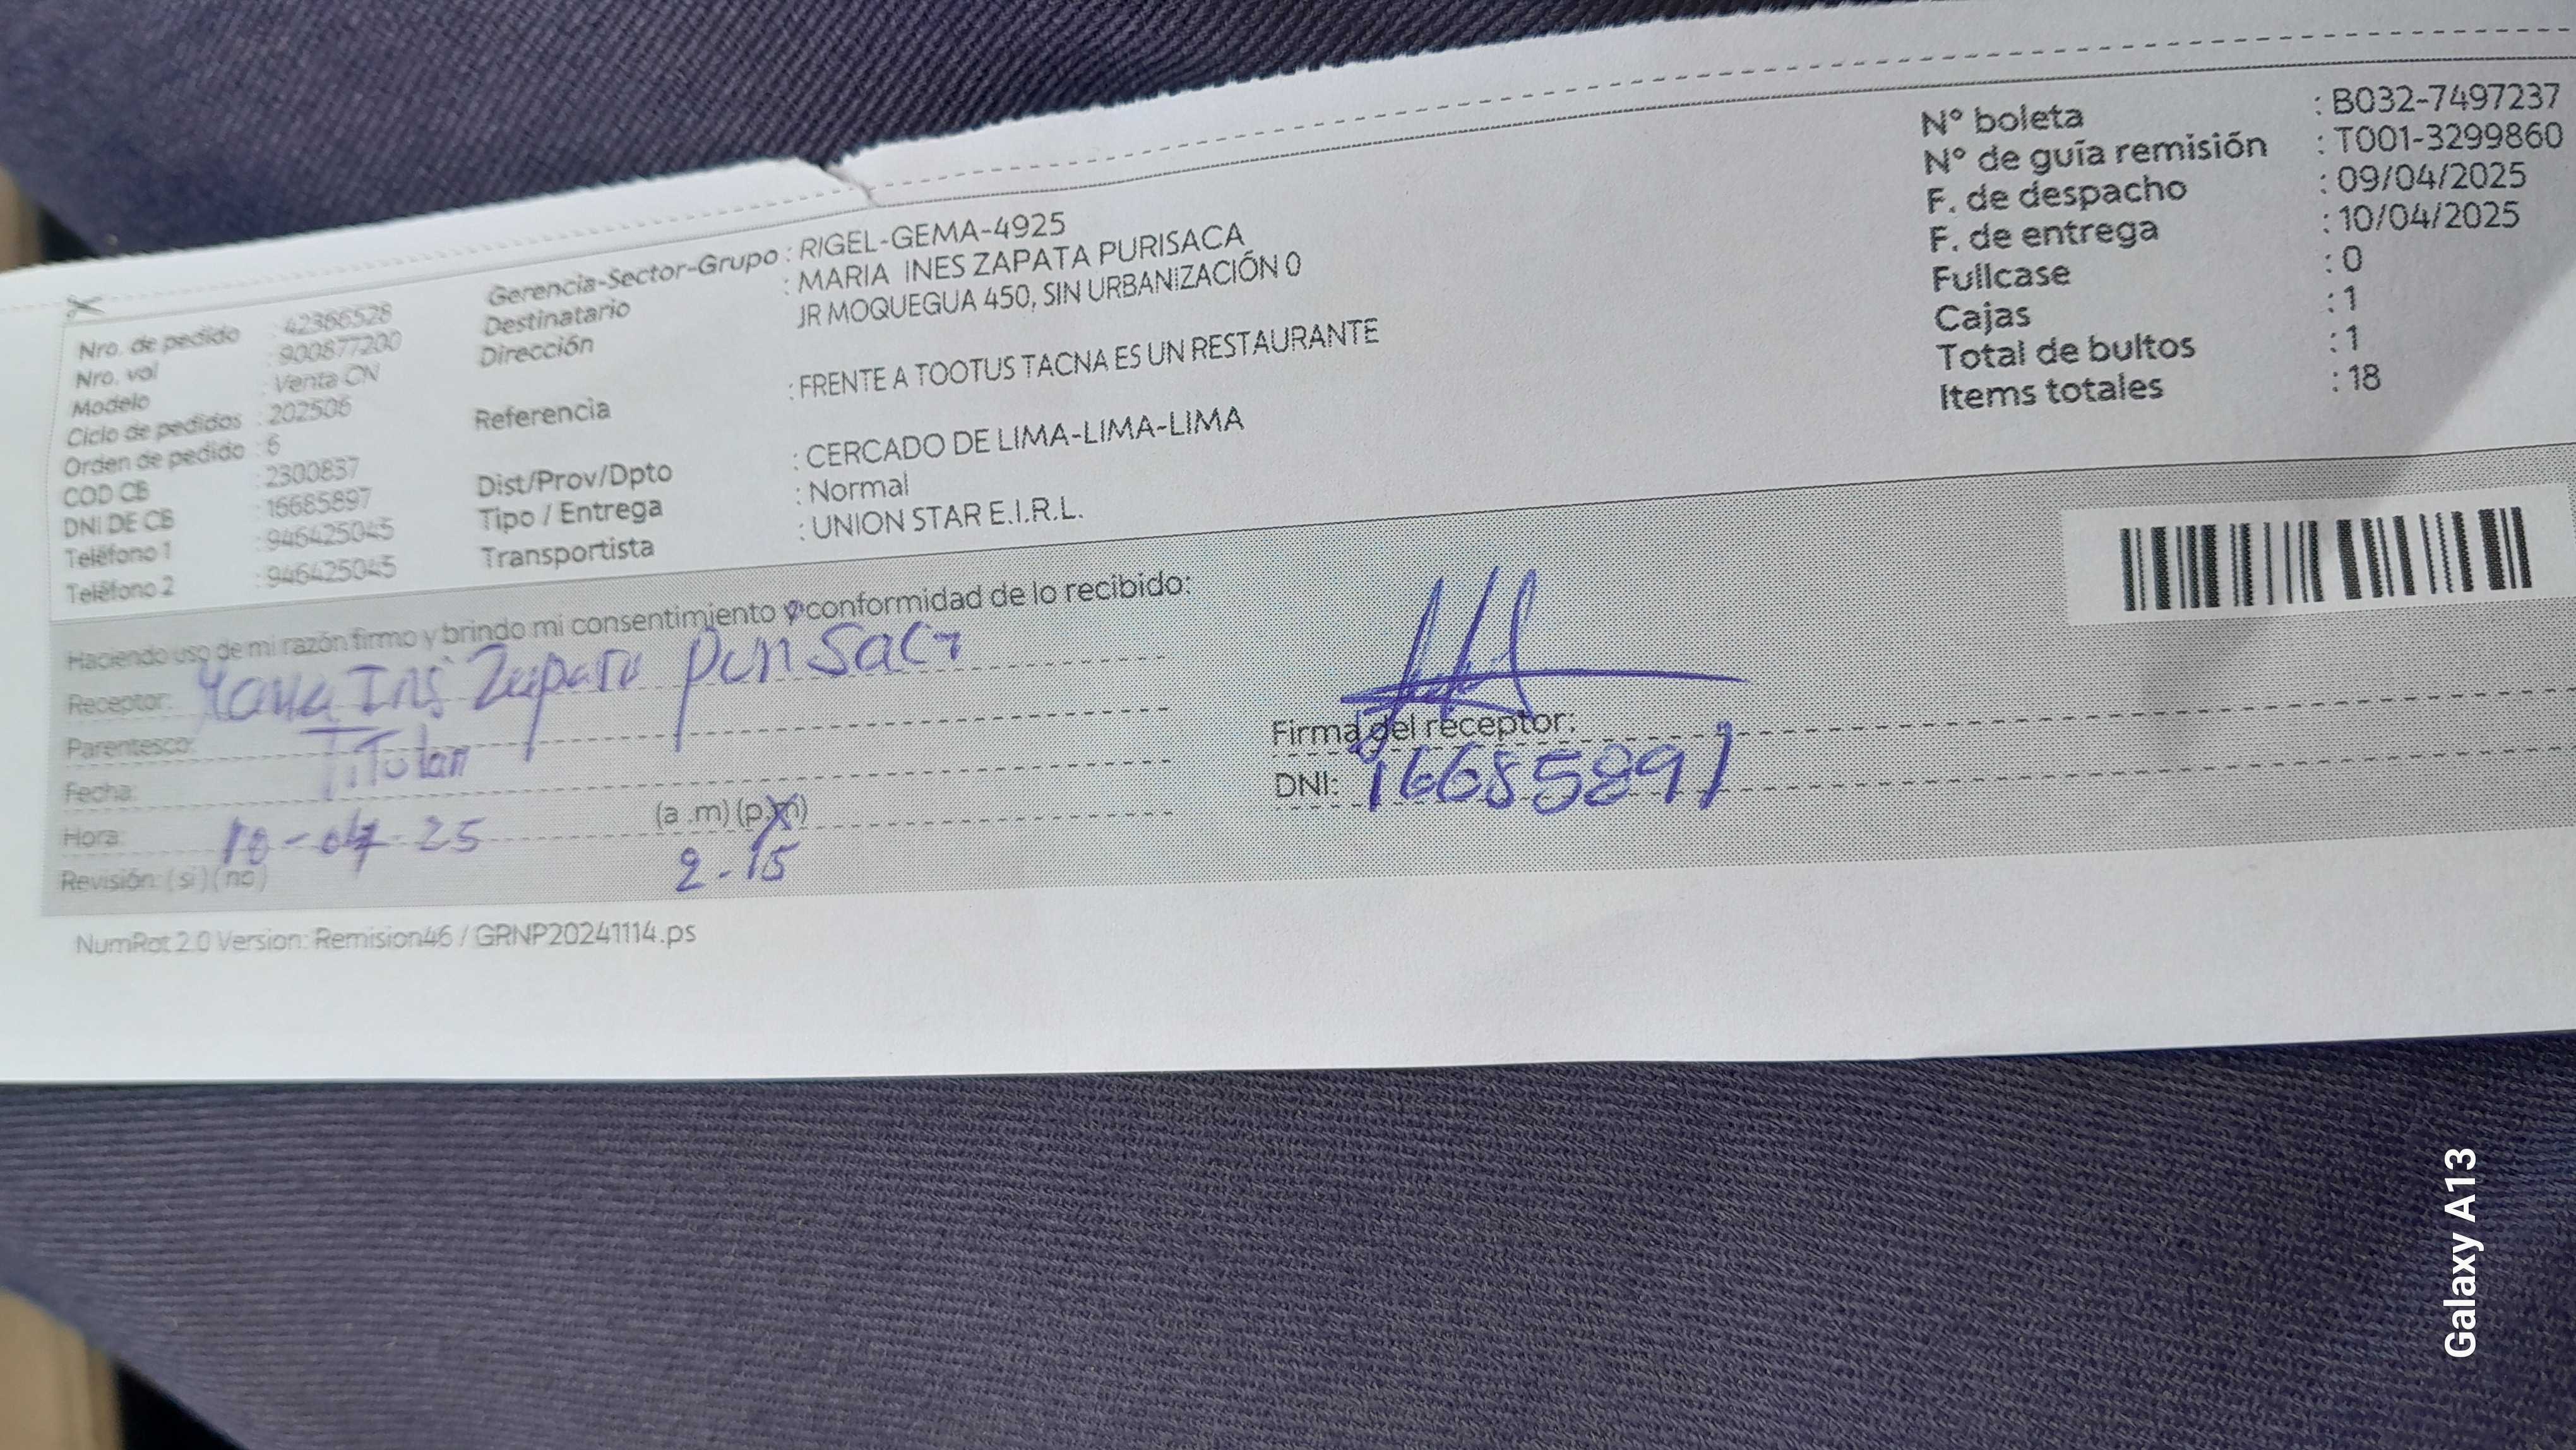 Nro. de pedido : 42366528
Nro. vol : 900877200
Modelo : Venta CN
Ciclo de pedidos : 202506
Orden de pedido : 6
COD CB : 2300837
DNI DE CB : 16685897
Teléfono 1 : 946425045
Teléfono 2 : 946425045
Gerencia-Sector-Grupo : RIGEL-GEMA-4925
Destinatario : MARIA INES ZAPATA PURISACA
Dirección JR MOQUEGUA 450, SIN URBANIZACIÓN 0
Referencia : FRENTE A TOOTUS TACNA ES UN RESTAURANTE
Dist/Prov/Dpto : CERCADO DE LIMA-LIMA-LIMA
Tipo / Entrega : Normal
Transportista : UNION STAR E.I.R.L.
N° boleta : B032-7497237
N° de guía remisión : T001-3299860
F. de despacho : 09/04/2025
F. de entrega : 10/04/2025
Fullcase : 0
Cajas : 1
Total de bultos : 1
Items totales : 18
Haciendo uso de mi razón firmo y brindo mi consentimiento y conformidad de lo recibido:
Receptor: Zapata
Parentesco: Titular
Fecha:
Hora: 10-04-25 (a .m) (p.m)
2-15
Revisión: (si) (no)
Firma del receptor:
DNI: 16685897
NumRot 2.0 Version: Remision46 / GRNP20241114.ps
Galaxy A13